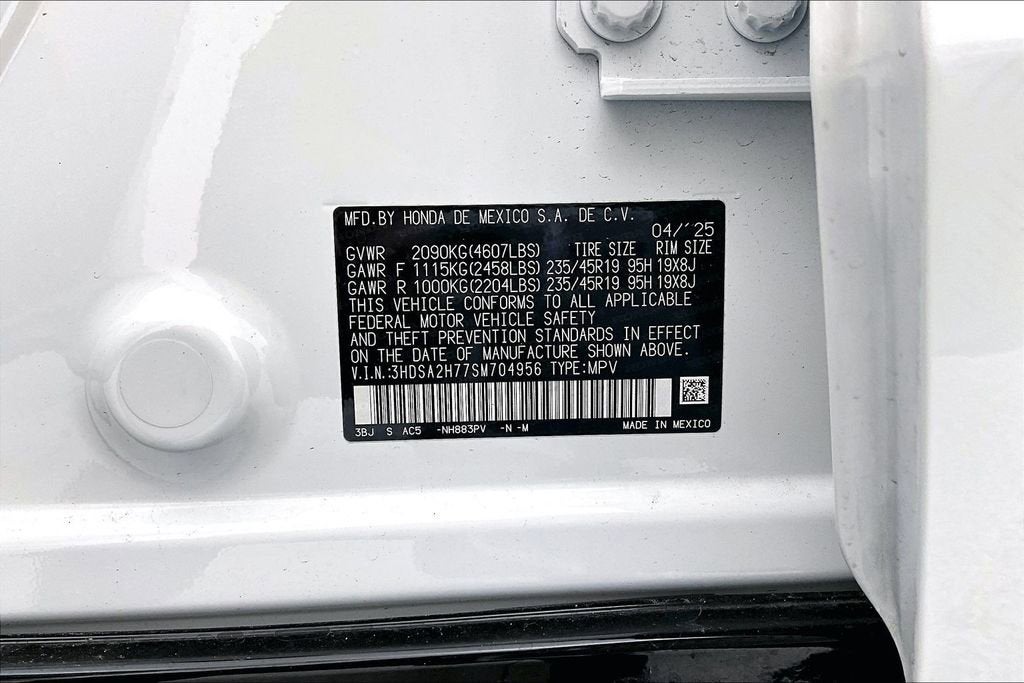 MFD.BY HONDA DE MEXICO S.A. DE C.V.
04/'25
GVWR 2090KG(4607LBS) TIRE SIZE RIM SIZE
GAWR F 1115KG(2458LBS) 235/45R19 95H 19X8J
GAWR R 1000KG(2204LBS) 235/45R19 95H 19X8J
THIS VEHICLE CONFORMS TO ALL APPLICABLE
FEDERAL MOTOR VEHICLE SAFETY
AND THEFT PREVENTION STANDARDS IN EFFECT
ON THE DATE OF MANUFACTURE SHOWN ABOVE.
V.I.N.:3HDSA2H77SM704956 TYPE:MPV
3BJ S AC5 -NH883PV -N -M MADE IN MEXICO